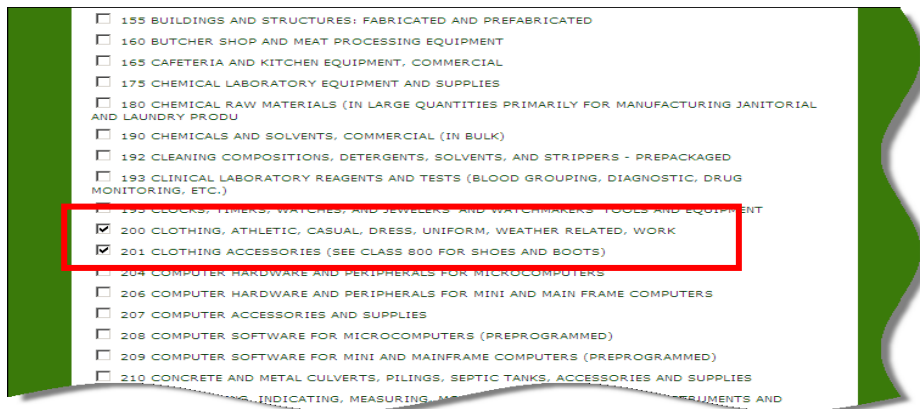 155 BUILDINGS AND STRUCTURES: FABRICATED AND PREFABRICATED
160 BUTCHER SHOP AND MEAT PROCESSING EQUIPMENT
165 CAFETERIA AND KITCHEN EQUIPMENT, COMMERCIAL
175 CHEMICAL LABORATORY EQUIPMENT AND SUPPLIES
180 CHEMICAL RAW MATERIALS (IN LARGE QUANTITIES PRIMARILY FOR MANUFACTURING JANITORIAL
AND LAUNDRY PRODU
190 CHEMICALS AND SOLVENTS, COMMERCIAL (IN BULK)
192 CLEANING COMPOSITIONS, DETERGENTS, SOLVENTS, AND STRIPPERS - PREPACKAGED
193 CLINICAL LABORATORY REAGENTS AND TESTS (BLOOD GROUPING, DIAGNOSTIC, DRUG
MONITORING, ETC.)
195 CLOCKS, TIMERS, WATCHES, AND JEWELERS' AND WATCHMAKERS' TOOLS AND EQUIPMENT
200 CLOTHING, ATHLETIC, CASUAL, DRESS, UNIFORM, WEATHER RELATED, WORK
201 CLOTHING ACCESSORIES (SEE CLASS 800 FOR SHOES AND BOOTS)
204 COMPUTER HARDWARE AND PERIPHERALS FOR MICROCOMPUTERS
206 COMPUTER HARDWARE AND PERIPHERALS FOR MINI AND MAIN FRAME COMPUTERS
207 COMPUTER ACCESSORIES AND SUPPLIES
208 COMPUTER SOFTWARE FOR MICROCOMPUTERS (PREPROGRAMMED)
209 COMPUTER SOFTWARE FOR MINI AND MAINFRAME COMPUTERS (PREPROGRAMMED)
210 CONCRETE AND METAL CULVERTS, PILINGS, SEPTIC TANKS, ACCESSORIES AND SUPPLIES
INDICATING, MEASURING, AND